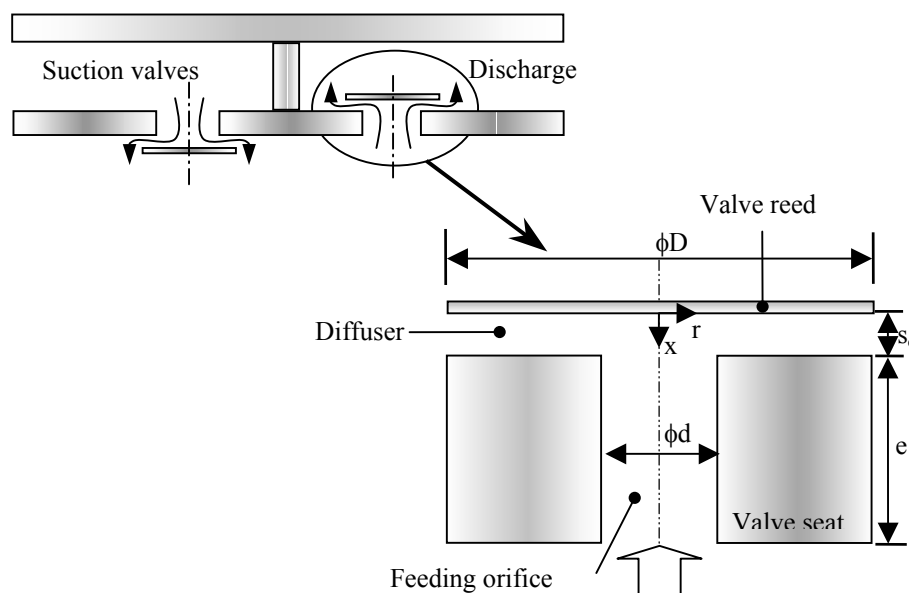 Suction valves
Discharge
Valve reed
ϕD
Diffuser
r
s
x
e
ϕd
Valve seat
Feeding orifice